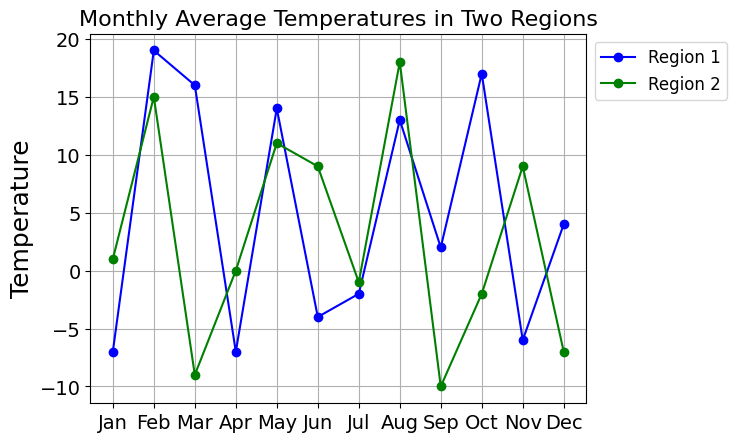 Monthly Average Temperatures in Two Regions
Region 1
Region 2
Temperature
20
15
10
5
0
−5
−10
Jan Feb Mar Apr May Jun Jul Aug Sep Oct Nov Dec